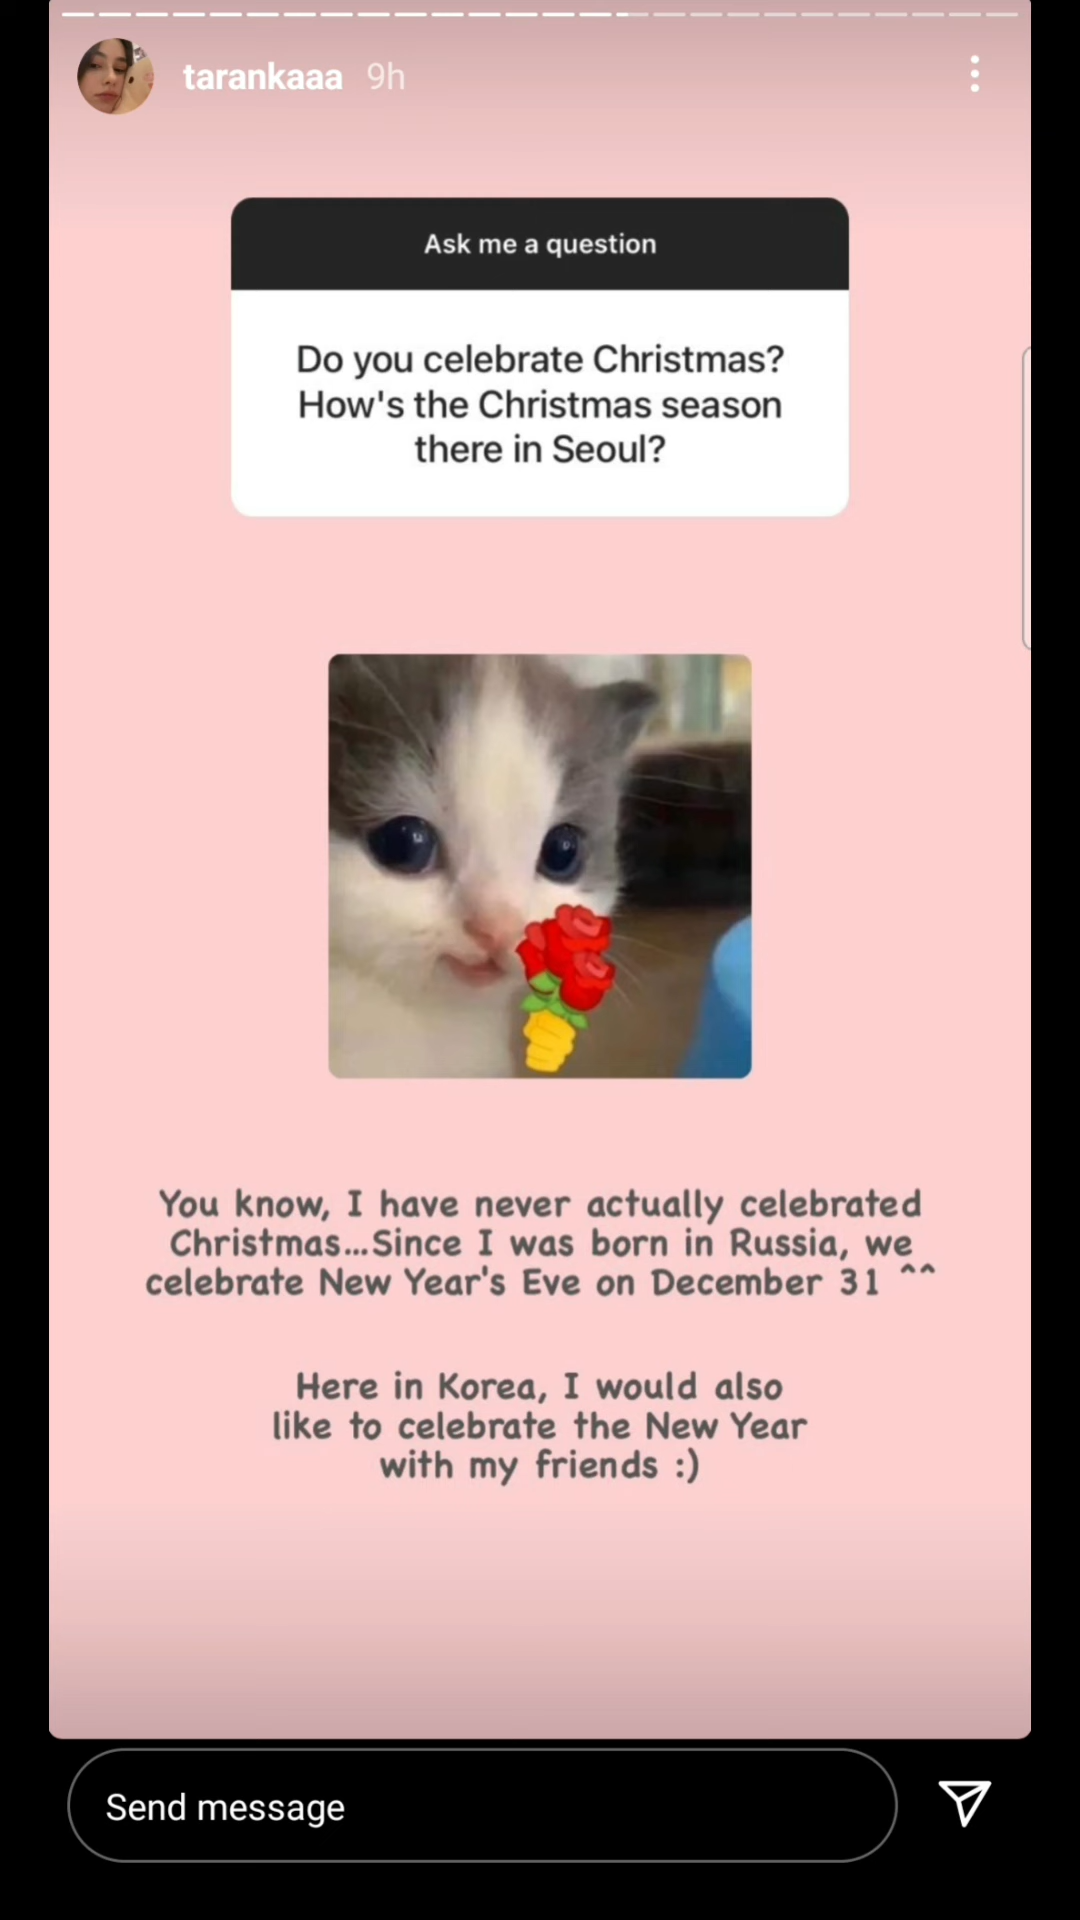 tarankaaa 9h
Ask me a question
Do you celebrate Christmas?
How's the Christmas season
there in Seoul?
You know, I have never actually celebrated
Christmas...Since I was born in Russia, we
celebrate New Year's Eve on December 31 ^^
Here in Korea, I would also
like to celebrate the New Year
with my friends :)
Send message